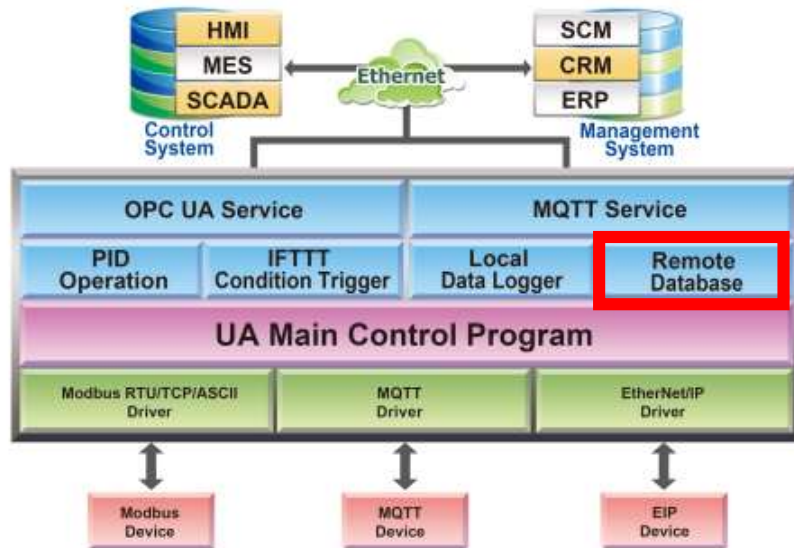 HMI
MES
SCADA
Control
System
Ethernet
SCM
CRM
ERP
Management
System
OPC UA Service
MQTT Service
PID
Operation
IFTTT
Condition Trigger
Local
Data Logger
Remote
Database
UA Main Control Program
Modbus RTU/TCP/ASCII
Driver
MQTT
Driver
EtherNet/IP
Driver
Modbus
Device
MQTT
Device
EIP
Device